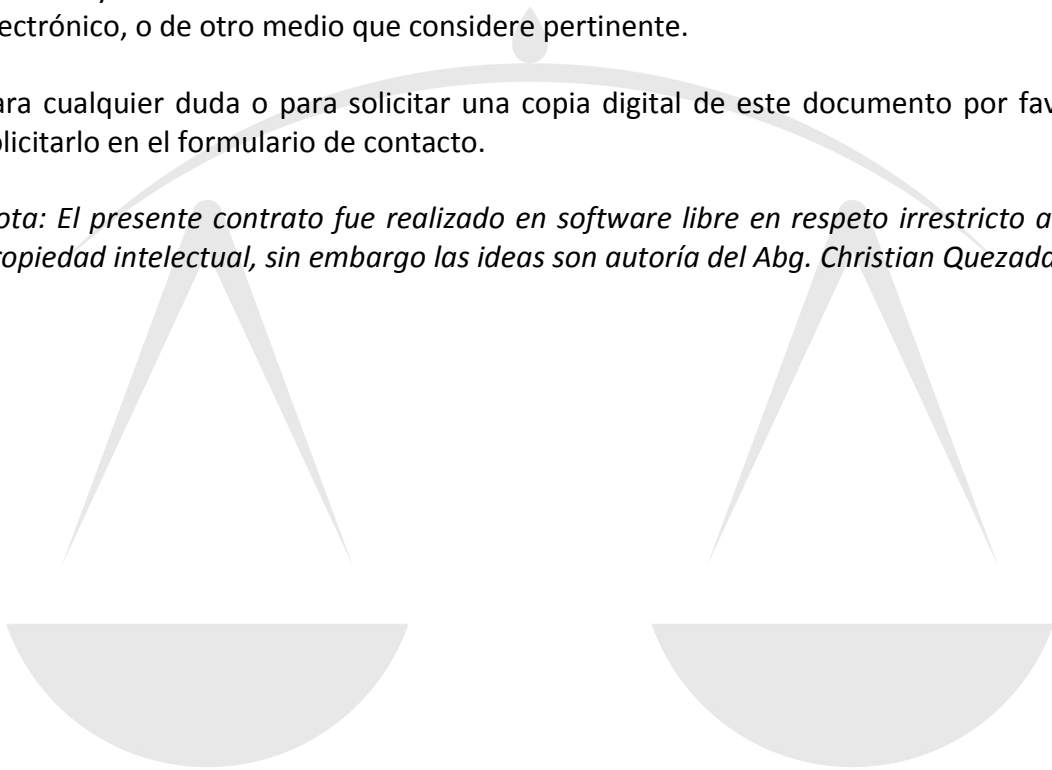 ectrónico, o de otro medio que considere pertinente.
ara cualquier duda o para solicitar una copia digital de este documento por fav
olicitarlo en el formulario de contacto.
ota: El presente contrato fue realizado en software libre en respeto irrestricto a
ropiedad intelectual, sin embargo las ideas son autoría del Abg. Christian Quezada